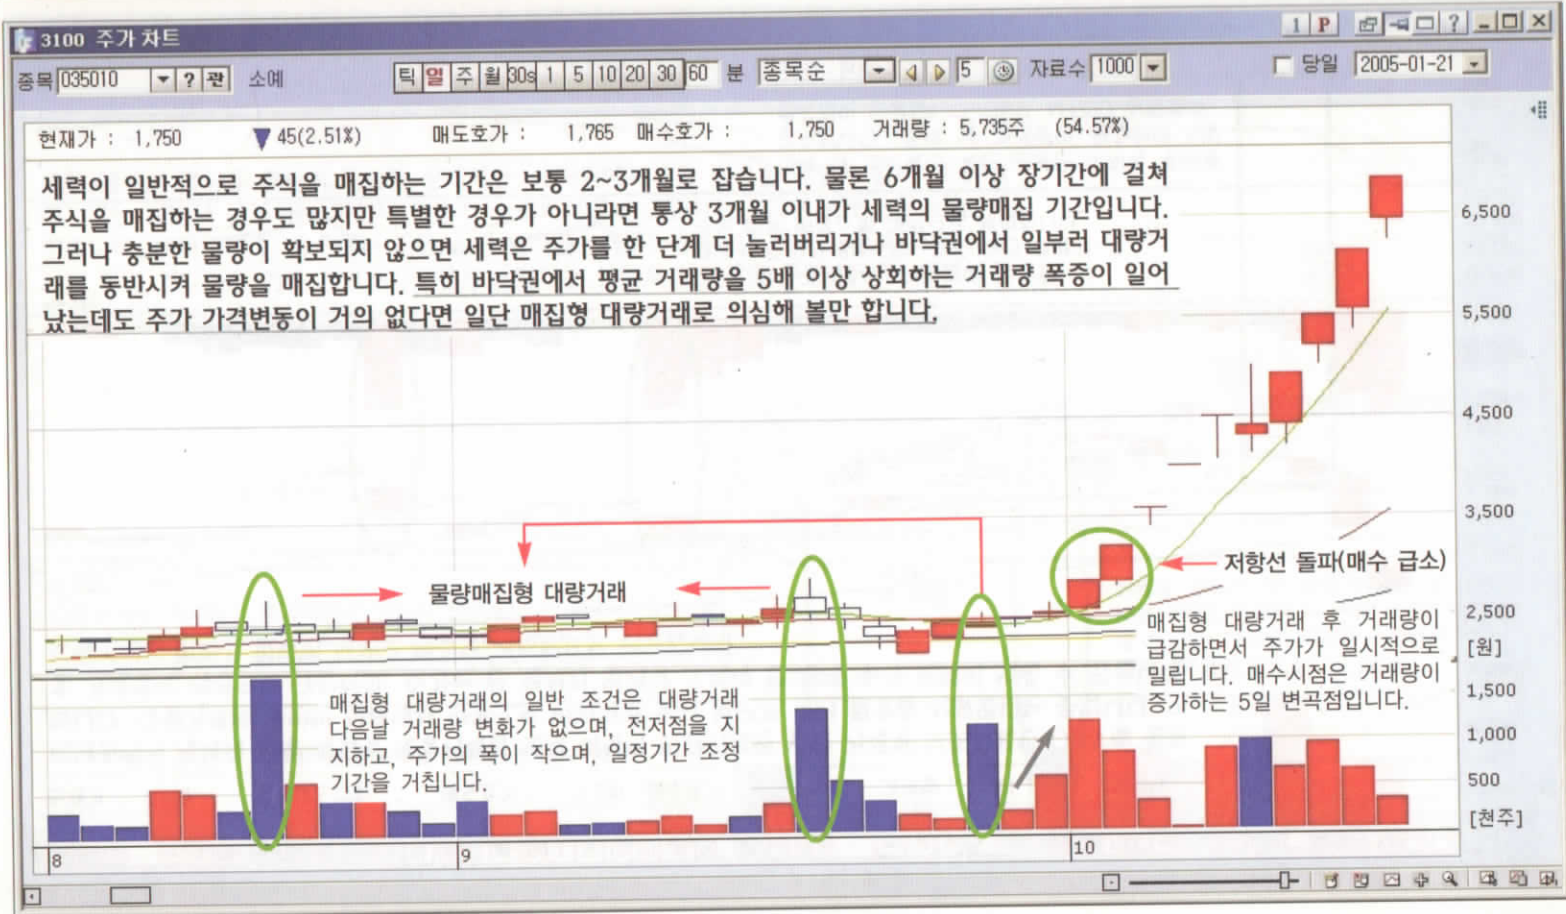 3100 주가 차트
1 P ?
종목 035010 ? 관 소예 틱 일 주 월 30s 1 5 10 20 30 60 분 종목순 5 자료수 1000 당일 2005-01-21
현재가 : 1,750 ▼ 45(2.51%) 매도호가 : 1,765 매수호가 : 1,750 거래량 : 5,735주 (54.57%)
세력이 일반적으로 주식을 매집하는 기간은 보통 2~3개월로 잡습니다. 물론 6개월 이상 장기간에 걸쳐
주식을 매집하는 경우도 많지만 특별한 경우가 아니라면 통상 3개월 이내가 세력의 물량매집 기간입니다.
그러나 충분한 물량이 확보되지 않으면 세력은 주가를 한 단계 더 눌러버리거나 바닥권에서 일부러 대량거
래를 동반시켜 물량을 매집합니다. 특히 바닥권에서 평균 거래량을 5배 이상 상회하는 거래량 폭증이 일어
났는데도 주가 가격변동이 거의 없다면 일단 매집형 대량거래로 의심해 볼만 합니다.
6,500
5,500
4,500
3,500
저항선 돌파(매수 급소)
물량매집형 대량거래
2,500
[원]
매집형 대량거래 후 거래량이
급감하면서 주가가 일시적으로
밀립니다. 매수시점은 거래량이
증가하는 5일 변곡점입니다.
매집형 대량거래의 일반 조건은 대량거래
다음날 거래량 변화가 없으며, 전저점을 지
지하고, 주가의 폭이 작으며, 일정기간 조정
기간을 거칩니다.
1,500
1,000
500
[천주]
8 9 10